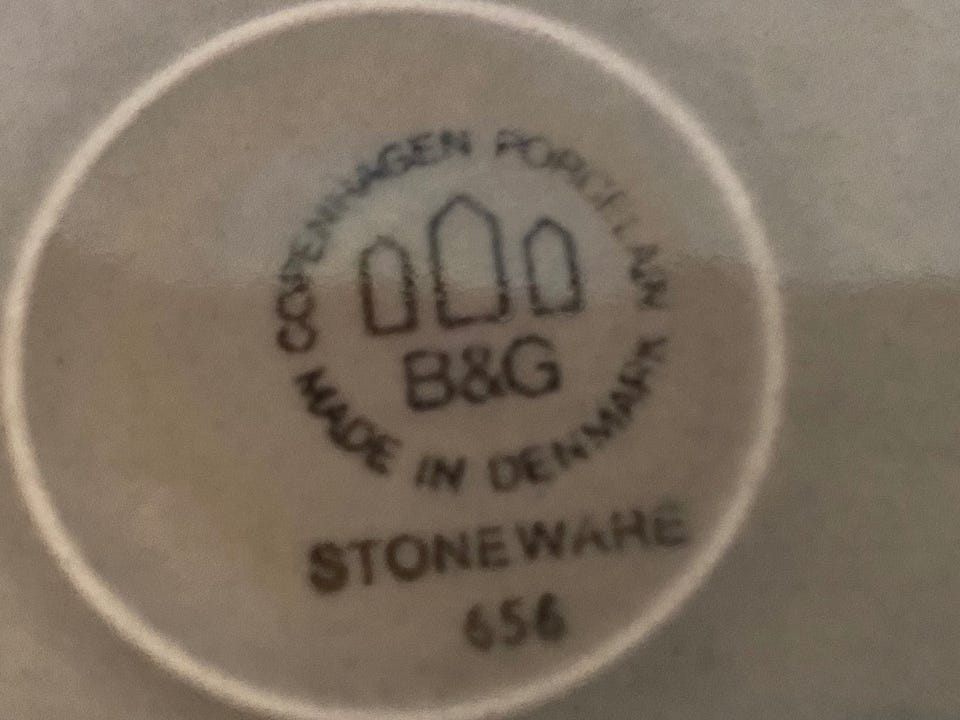 COPENHAGEN PORCELAIN
B&G
MADE IN DENMARK
STONEWARE
656